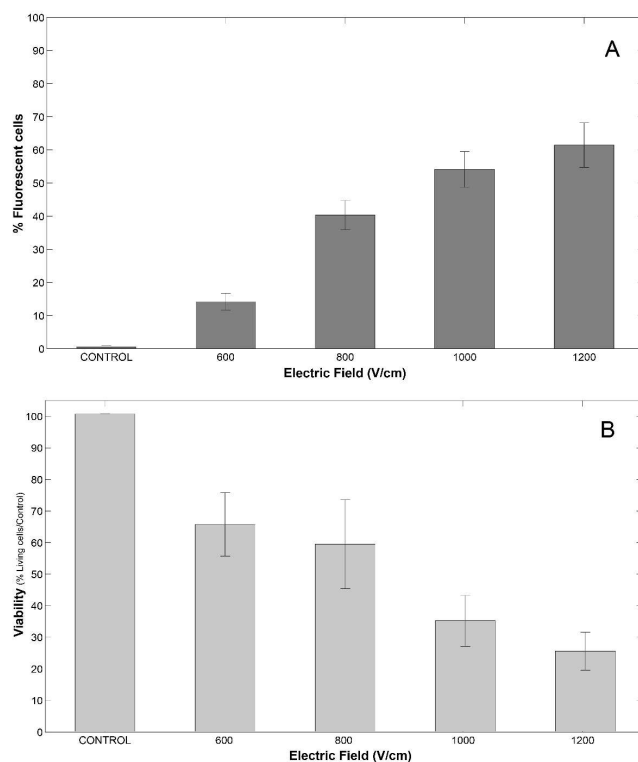 100
90
80
70
60
50
40
30
20
10
0
% Fluorescent cells
A
CONTROL 600 800 1000 1200
Electric Field (V/cm)
100
90
80
70
60
50
40
30
20
10
0
Viability (% Living cells/Control)
B
CONTROL 600 800 1000 1200
Electric Field (V/cm)